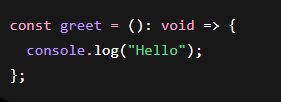 const greet = (): void => {
  console.log("Hello");
};